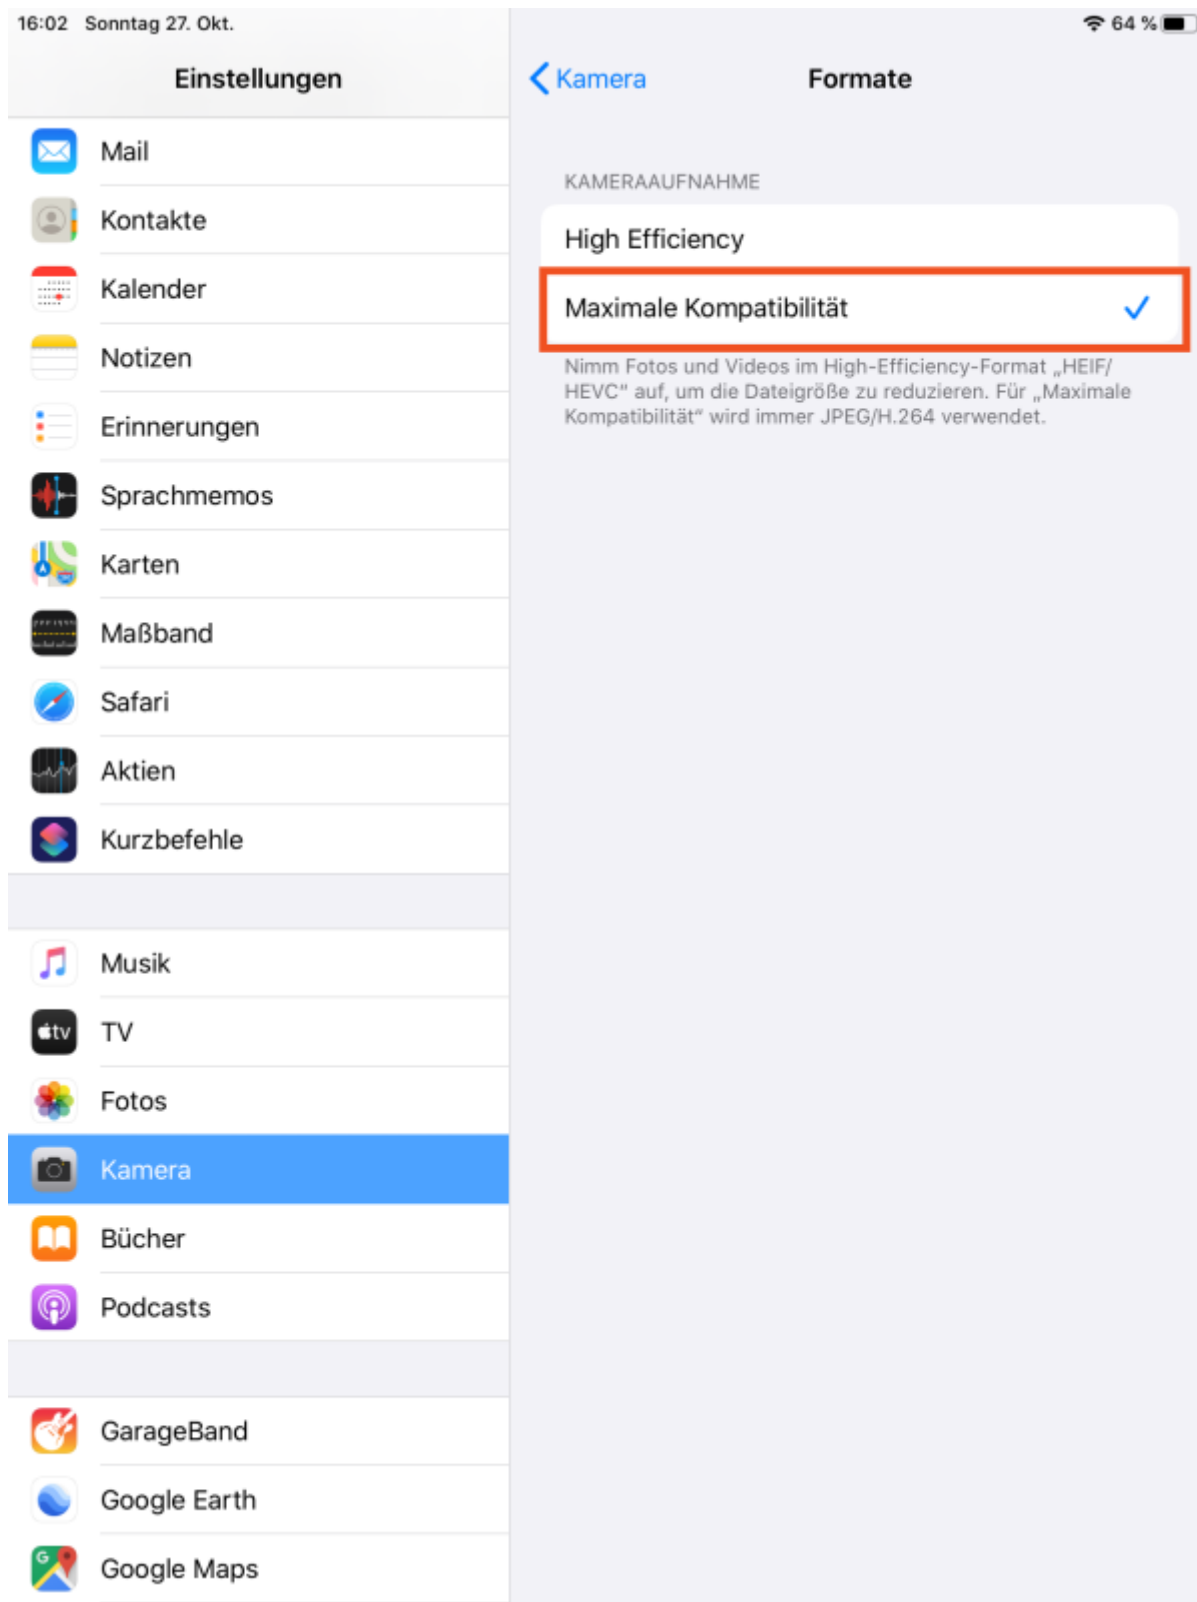 16:02 Sonntag 27. Okt.
64 %
Einstellungen
Mail
Kontakte
Kalender
Notizen
Erinnerungen
Sprachmemos
Karten
Maßband
Safari
Aktien
Kurzbefehle
Musik
tv
TV
Fotos
Kamera
Bücher
Podcasts
GarageBand
Google Earth
G
Google Maps
Kamera
Formate
KAMERAAUFNAHME
High Efficiency
Maximale Kompatibilität
Nimm Fotos und Videos im High-Efficiency-Format „HEIF/
HEVC“ auf, um die Dateigröße zu reduzieren. Für „Maximale
Kompatibilität“ wird immer JPEG/H.264 verwendet.